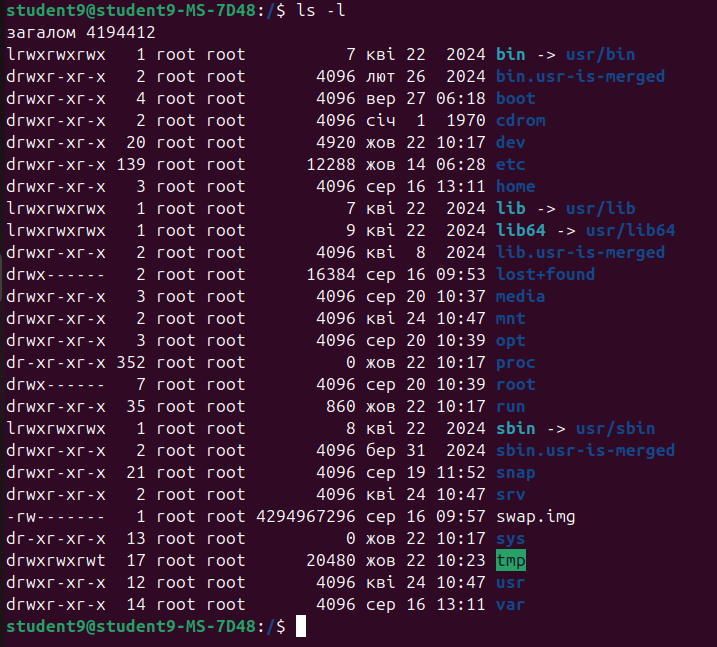 student9@student9-MS-7D48:/$ ls -l
загалом 4194412
lrwxrwxrwx   1 root root          7 кві 22  2024 bin -> usr/bin
drwxr-xr-x   2 root root       4096 лют 26  2024 bin.usr-is-merged
drwxr-xr-x   4 root root       4096 вер 27 06:18 boot
drwxr-xr-x   2 root root       4096 січ  1  1970 cdrom
drwxr-xr-x  20 root root       4920 жов 22 10:17 dev
drwxr-xr-x 139 root root      12288 жов 14 06:28 etc
drwxr-xr-x   3 root root       4096 сер 16 13:11 home
lrwxrwxrwx   1 root root          7 кві 22  2024 lib -> usr/lib
lrwxrwxrwx   1 root root          9 кві 22  2024 lib64 -> usr/lib64
drwxr-xr-x   2 root root       4096 кві  8  2024 lib.usr-is-merged
drwx------   2 root root      16384 сер 16 09:53 lost+found
drwxr-xr-x   3 root root       4096 сер 20 10:37 media
drwxr-xr-x   2 root root       4096 кві 24 10:47 mnt
drwxr-xr-x   3 root root       4096 сер 20 10:39 opt
dr-xr-xr-x 352 root root          0 жов 22 10:17 proc
drwx------   7 root root       4096 сер 20 10:39 root
drwxr-xr-x  35 root root        860 жов 22 10:17 run
lrwxrwxrwx   1 root root          8 кві 22  2024 sbin -> usr/sbin
drwxr-xr-x   2 root root       4096 бер 31  2024 sbin.usr-is-merged
drwxr-xr-x  21 root root       4096 сер 19 11:52 snap
drwxr-xr-x   2 root root       4096 кві 24 10:47 srv
-rw-------   1 root root 4294967296 сер 16 09:57 swap.img
dr-xr-xr-x  13 root root          0 жов 22 10:17 sys
drwxrwxrwt  17 root root      20480 жов 22 10:23 tmp
drwxr-xr-x  12 root root       4096 кві 24 10:47 usr
drwxr-xr-x  14 root root       4096 сер 16 13:11 var
student9@student9-MS-7D48:/$